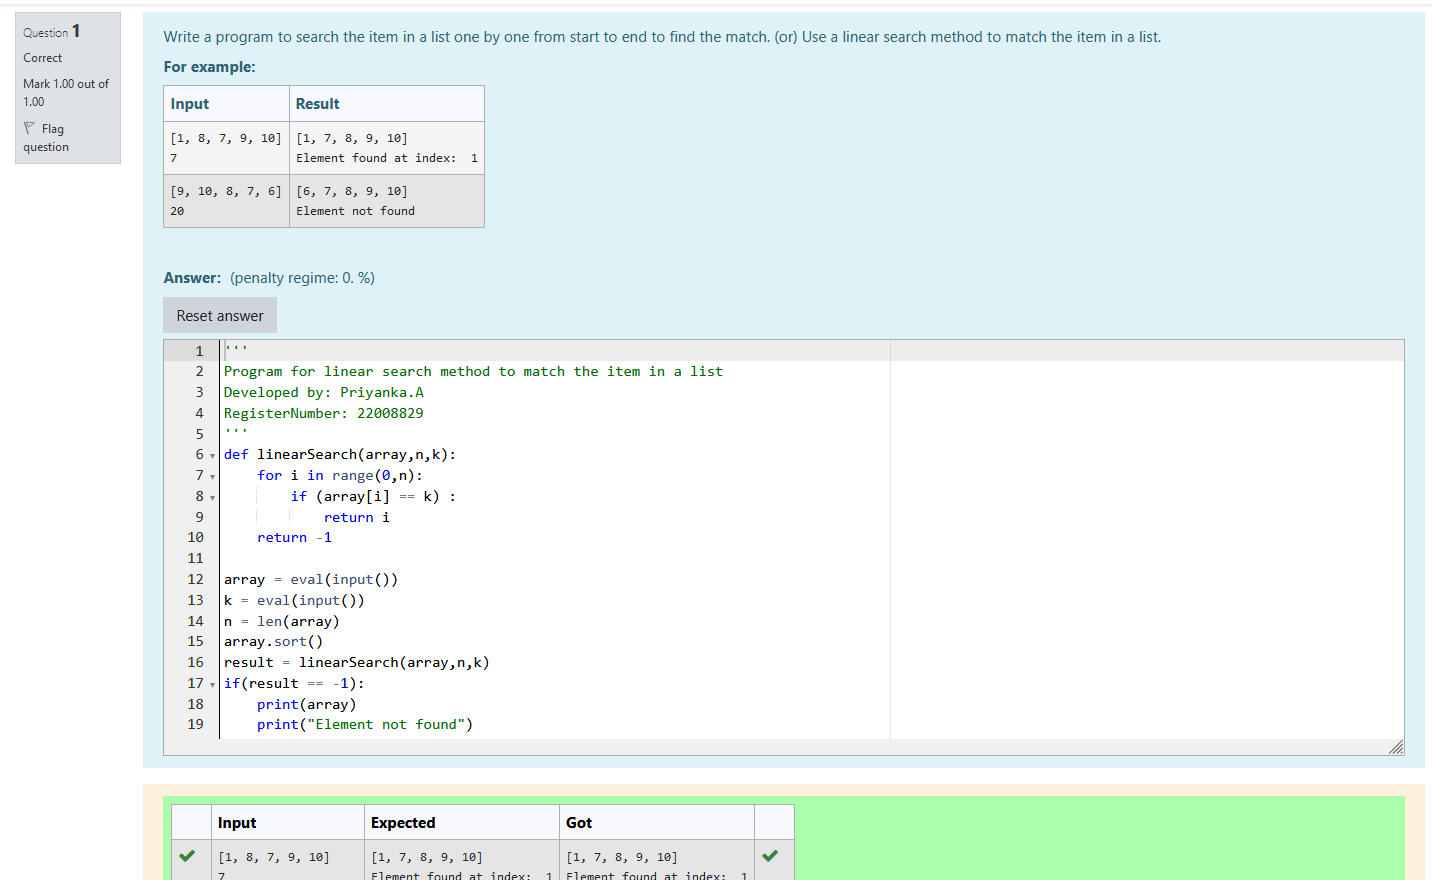 Question 1
Correct
Mark 1.00 out of
1.00
Flag
question
Write a program to search the item in a list one by one from start to end to find the match. (or) Use a linear search method to match the item in a list.
For example:
Input Result
[1, 8, 7, 9, 10] [1, 7, 8, 9, 10]
7 Element found at index:  1
[9, 10, 8, 7, 6] [6, 7, 8, 9, 10]
20 Element not found
Answer: (penalty regime: 0. %)
Reset answer
1 '''
2 Program for linear search method to match the item in a list
3 Developed by: Priyanka.A
4 RegisterNumber: 22008829
5 '''
6 def linearSearch(array,n,k):
7     for i in range(0,n):
8         if (array[i] == k) :
9             return i
10     return -1
11
12 array = eval(input())
13 k = eval(input())
14 n = len(array)
15 array.sort()
16 result = linearSearch(array,n,k)
17 if(result == -1):
18     print(array)
19     print("Element not found")
Input Expected Got
[1, 8, 7, 9, 10] [1, 7, 8, 9, 10] [1, 7, 8, 9, 10]
7 Element found at index:  1 Element found at index:  1